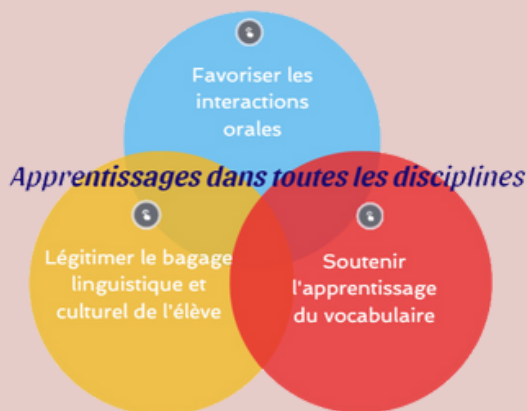 Favoriser les
interactions
orales
Apprentissages dans toutes les disciplines
Légitimer le bagage
linguistique et
culturel de l'élève
Soutenir
l'apprentissage
du vocabulaire